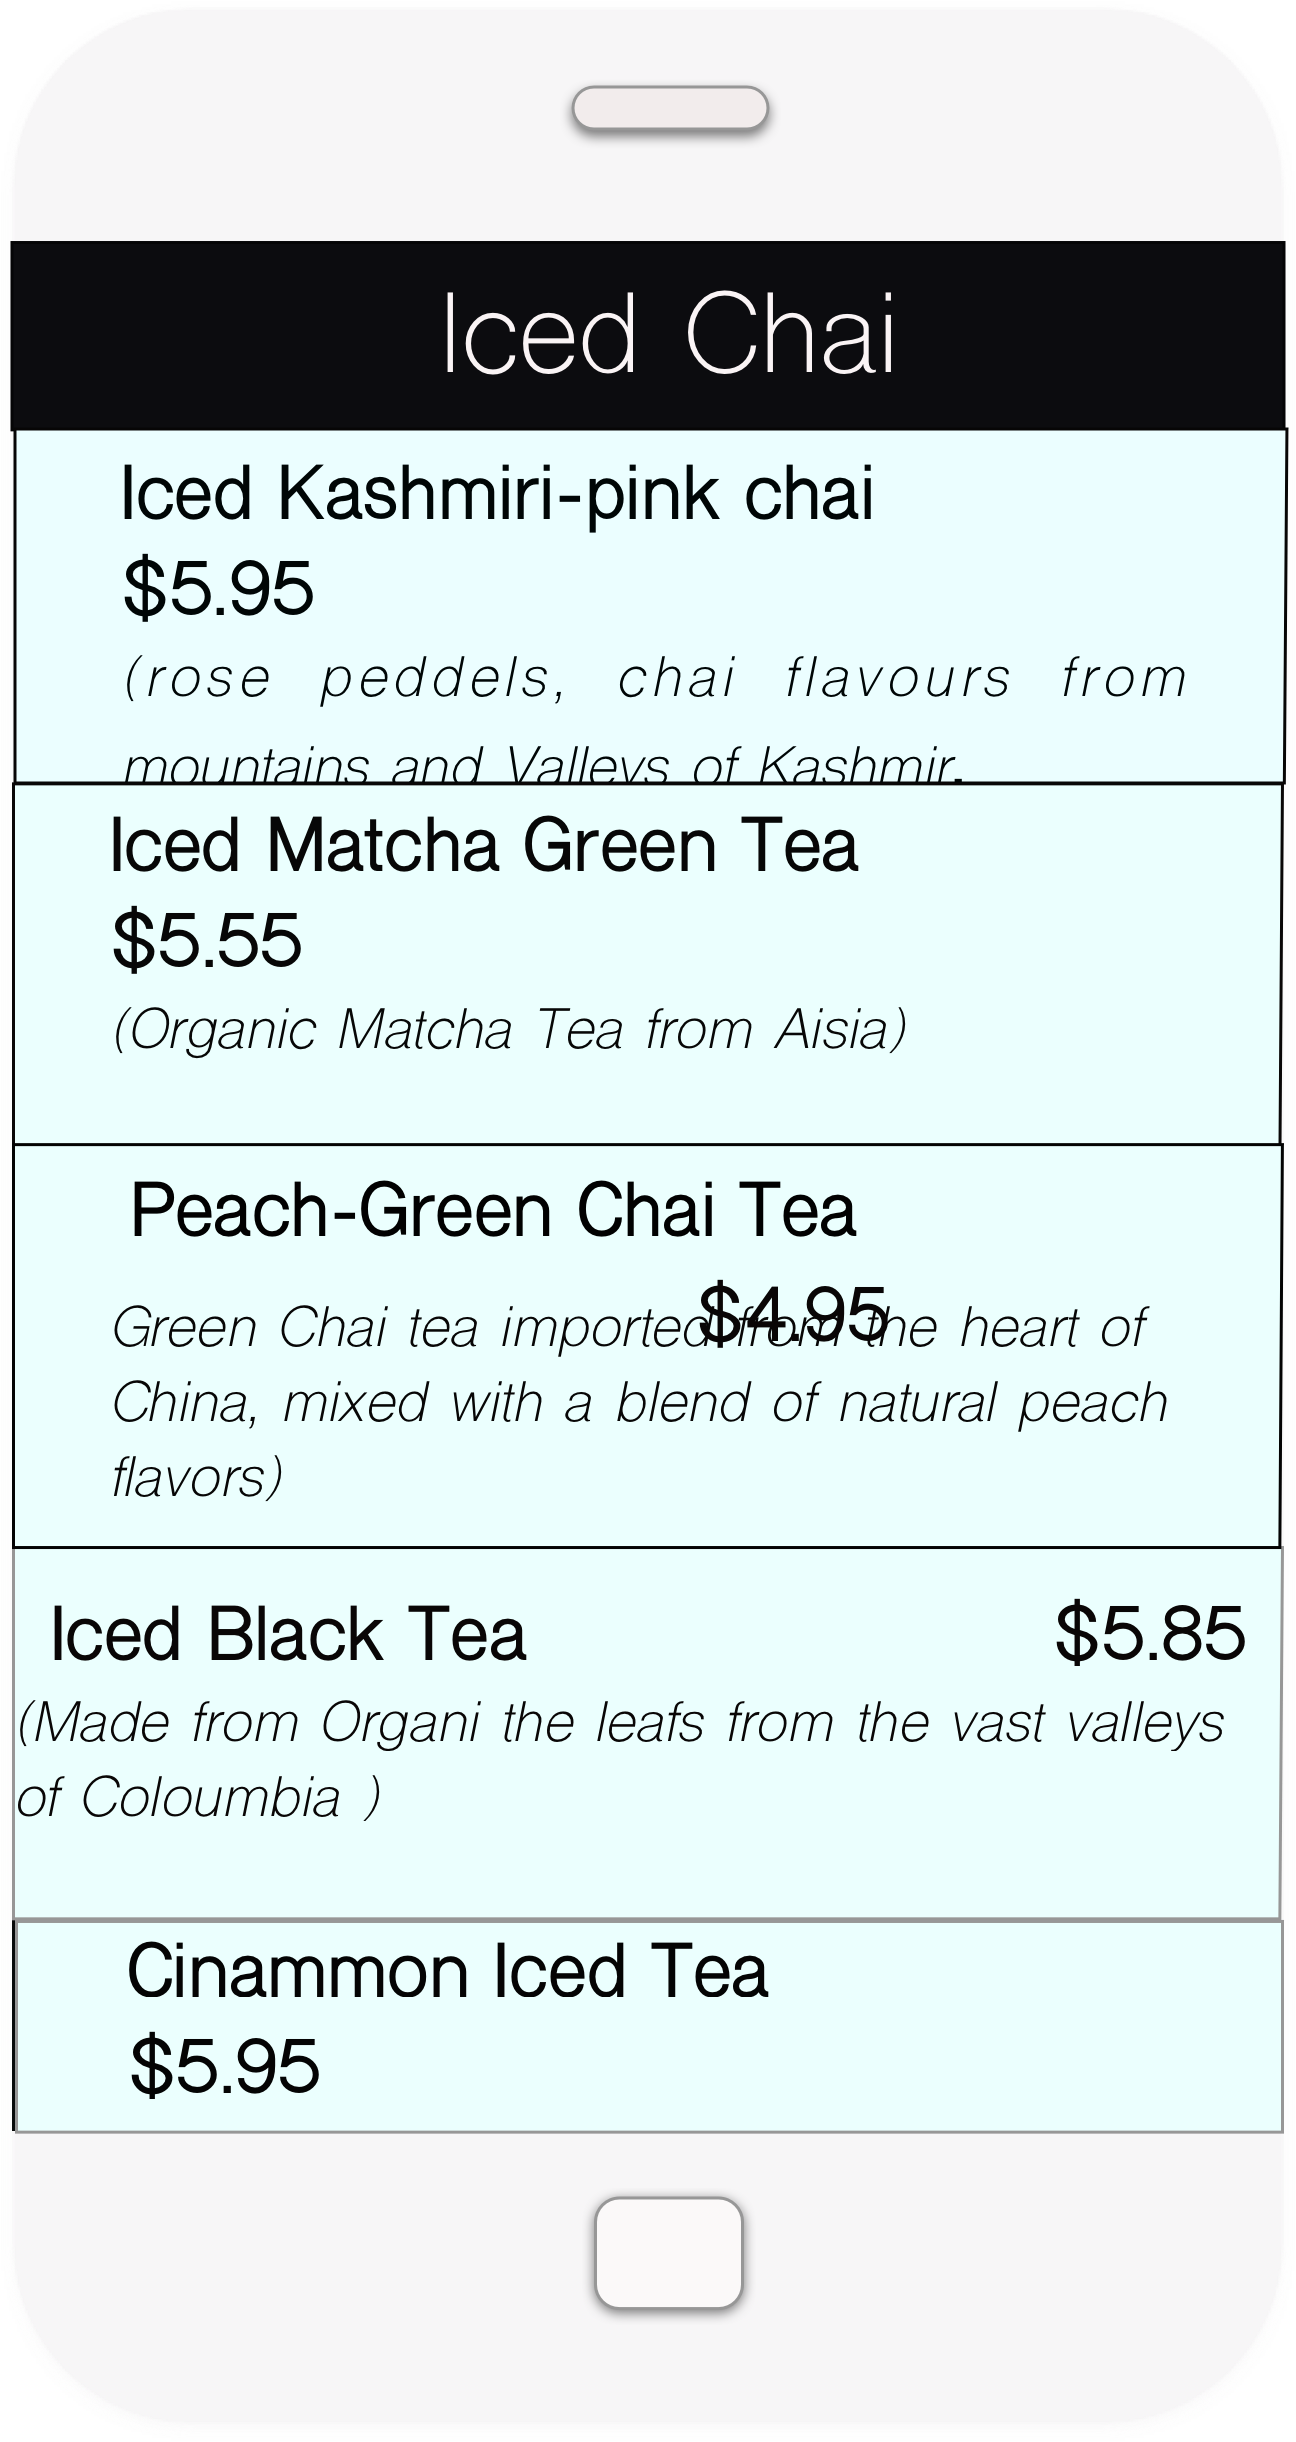 Iced Chai
Iced Kashmiri-pink chai
$5.95
(rose peddels, chai flavours from
mountains and Valleys of Kashmir.
Iced Matcha Green Tea
$5.55
(Organic Matcha Tea from Aisia)
Peach-Green Chai Tea
$4.95
Green Chai tea imported from the heart of
China, mixed with a blend of natural peach
flavors)
Iced Black Tea $5.85
(Made from Organi the leafs from the vast valleys
of Coloumbia )
Cinammon Iced Tea
$5.95